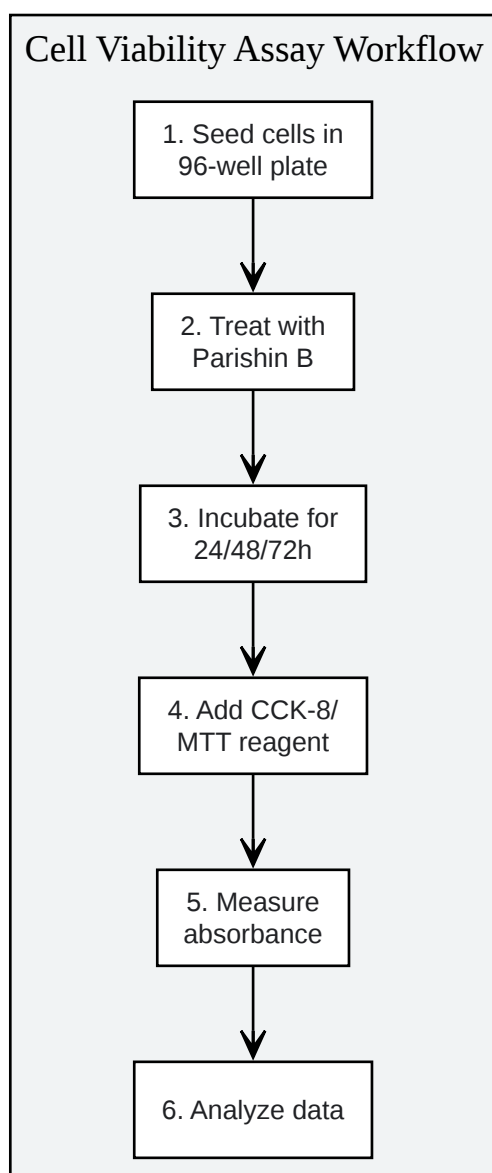 Cell Viability Assay Workflow
1. Seed cells in
96-well plate
2. Treat with
Parishin B
3. Incubate for
24/48/72h
4. Add CCK-8/
MTT reagent
5. Measure
absorbance
6. Analyze data